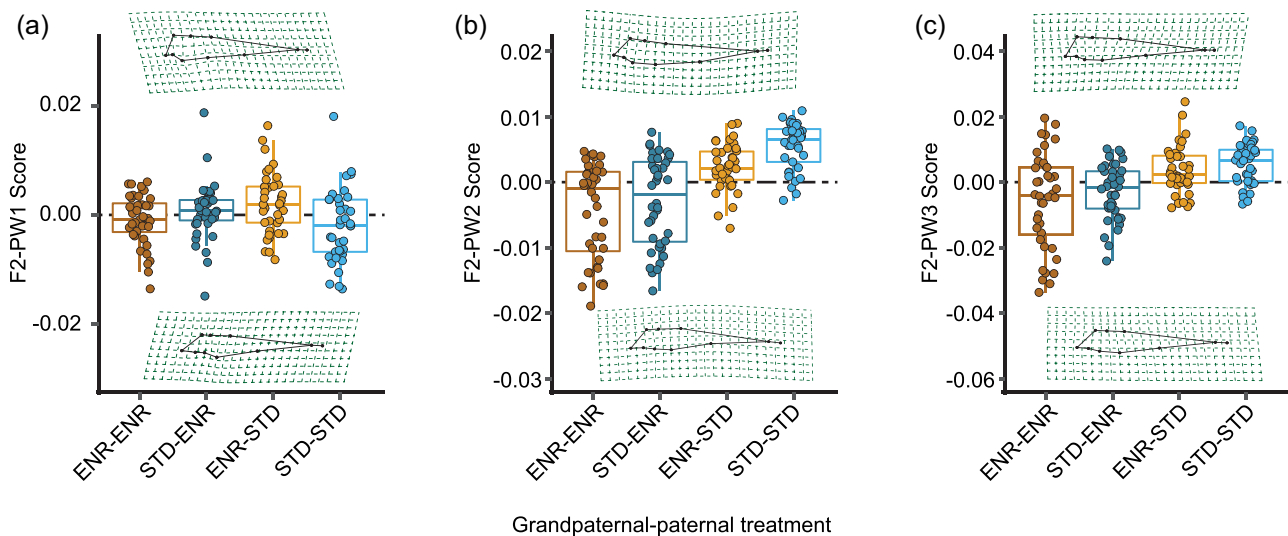 (a)
F2-PW1 Score
0.02
0.00
-0.02
ENR-ENR
STD-ENR
ENR-STD
STD-STD
(b)
F2-PW2 Score
0.02
0.01
0.00
-0.01
-0.02
-0.03
ENR-ENR
STD-ENR
ENR-STD
STD-STD
(c)
F2-PW3 Score
0.04
0.02
0.00
-0.02
-0.04
-0.06
ENR-ENR
STD-ENR
ENR-STD
STD-STD
Grandpaternal-paternal treatment